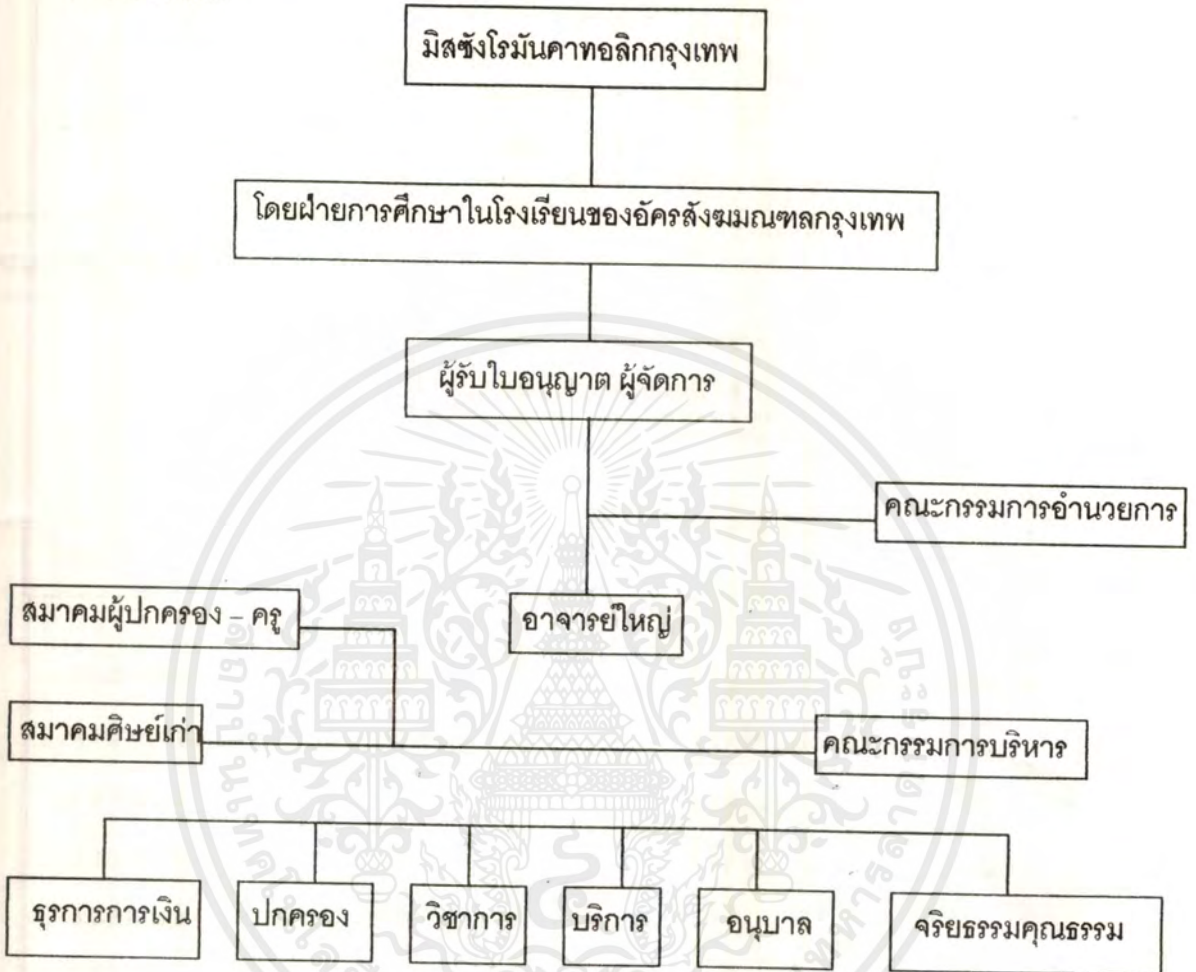 มิสซังโรมันคาทอลิกกรุงเทพ
โดยฝ่ายการศึกษาในโรงเรียนของอัครสังฆมณฑลกรุงเทพ
ผู้รับใบอนุญาต ผู้จัดการ
คณะกรรมการอำนวยการ
สมาคมผู้ปกครอง – ครู
อาจารย์ใหญ่
สมาคมศิษย์เก่า
คณะกรรมการบริหาร
ธุรการการเงิน
ปกครอง
วิชาการ
บริการ
อนุบาล
จริยธรรมคุณธรรม